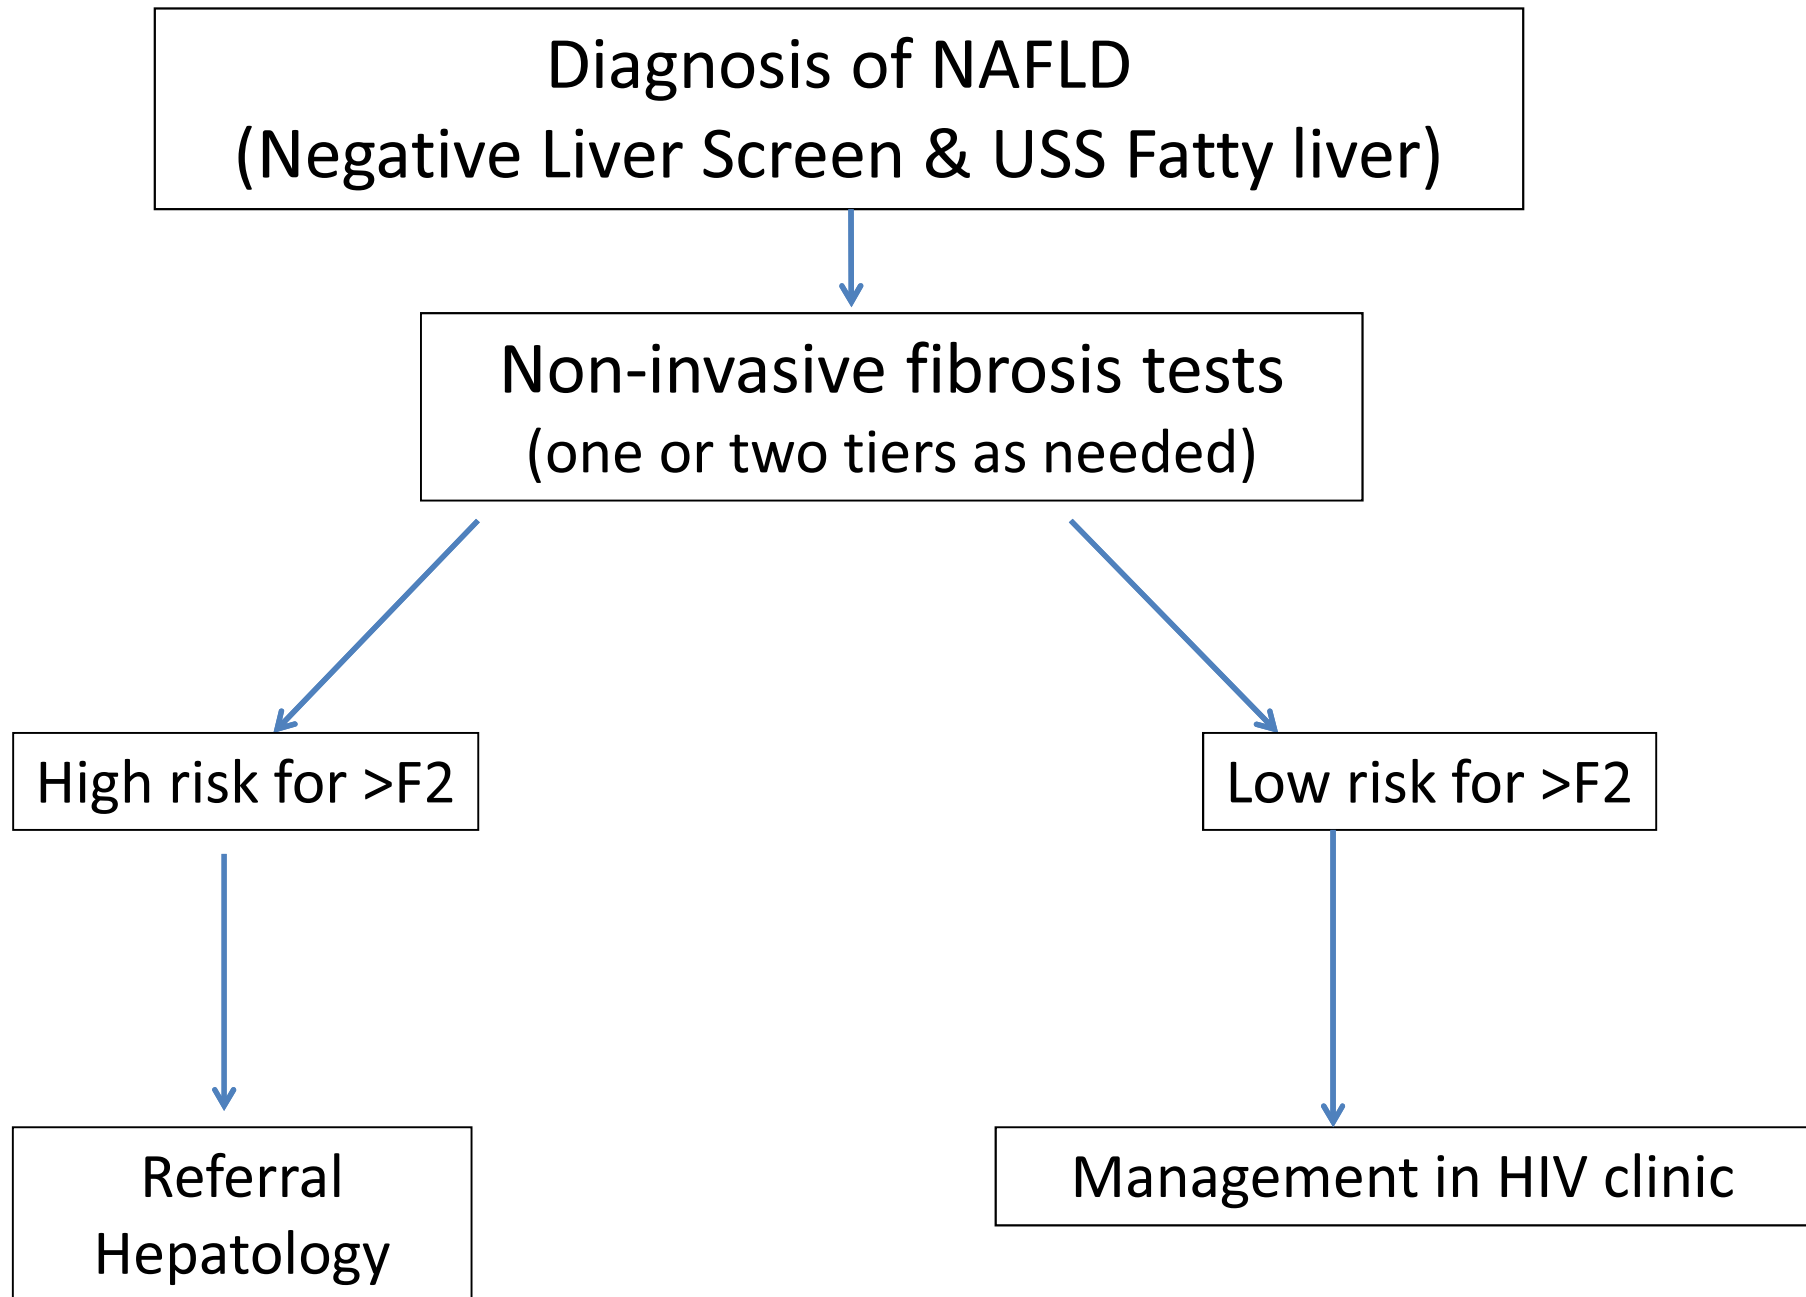 Diagnosis of NAFLD
(Negative Liver Screen & USS Fatty liver)
Non-invasive fibrosis tests
(one or two tiers as needed)
High risk for >F2
Low risk for >F2
Referral
Hepatology
Management in HIV clinic